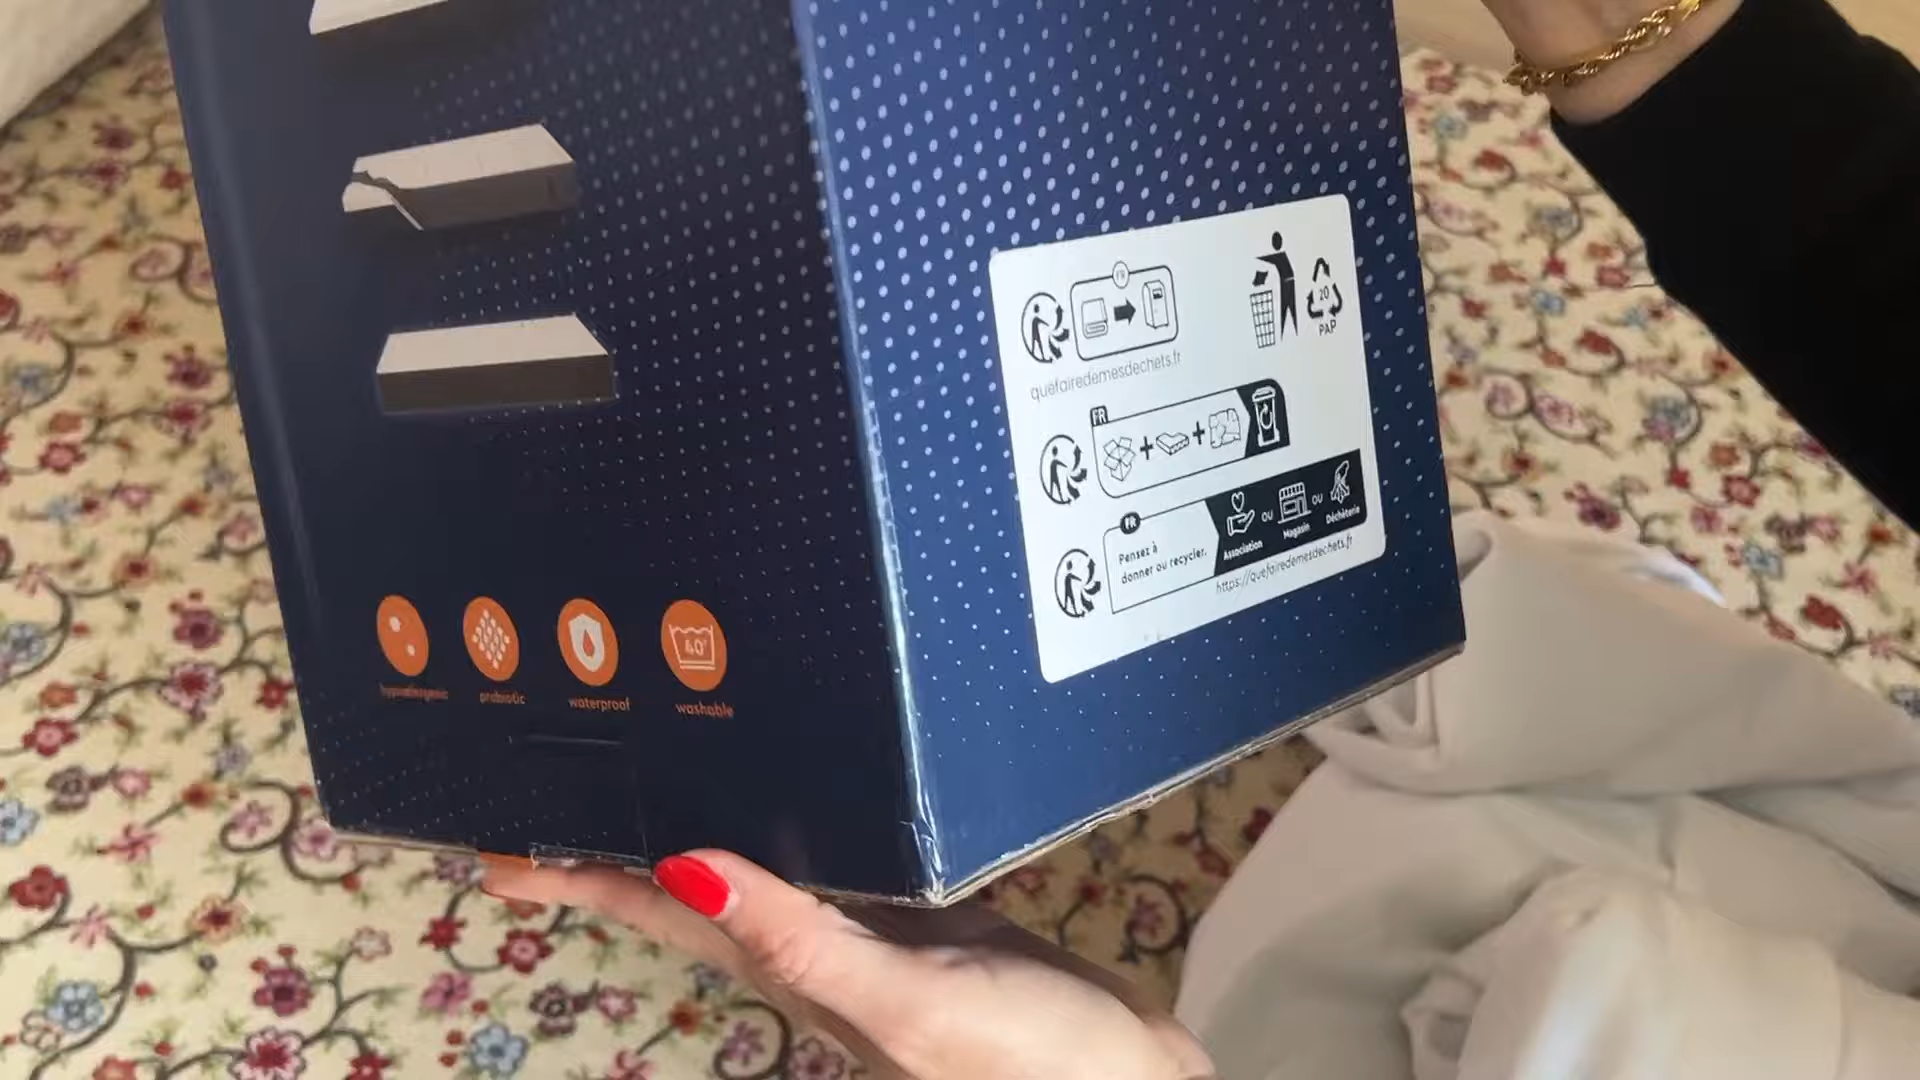 hypoallergenic
probiotic
waterproof
40°
washable
FR
quefairedemesdechets.fr
20
PAP
FR
FR
Pensez à
donner ou recycler.
Association
ou
Magasin
ou
Déchèterie
https://quefairedemesdechets.fr